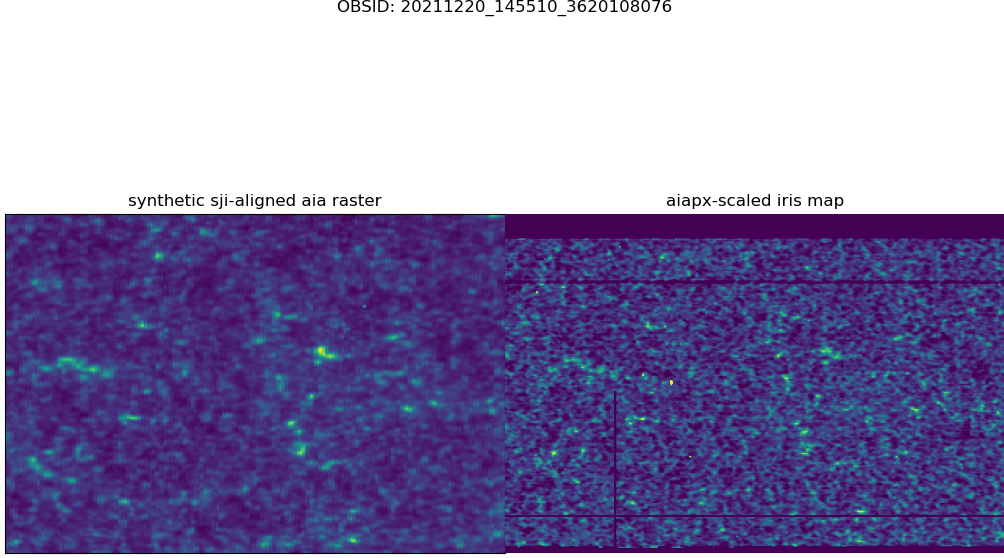 OBSID: 20211220_145510_3620108076
synthetic sji-aligned aia raster
aiapx-scaled iris map